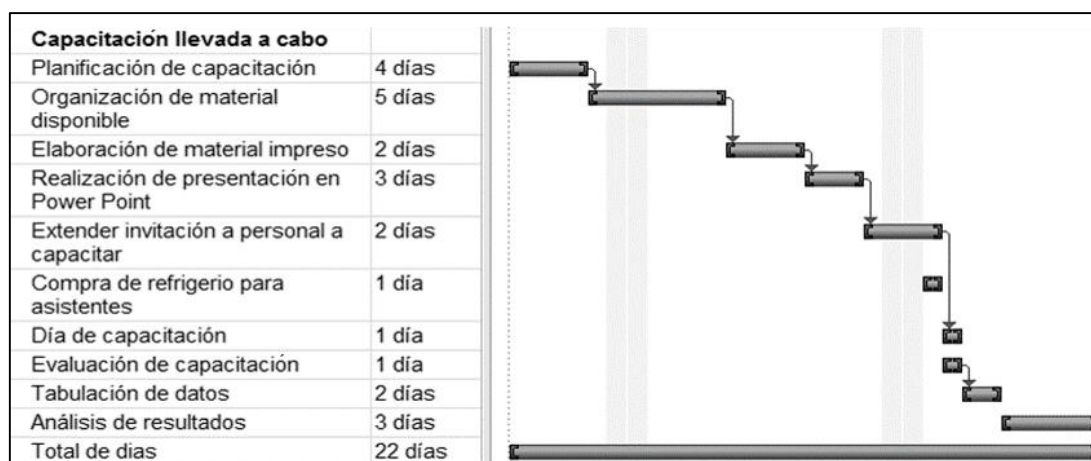 Capacitación llevada a cabo
Planificación de capacitación 4 días
Organización de material 5 días
disponible
Elaboración de material impreso 2 días
Realización de presentación en 3 días
Power Point
Extender invitación a personal a 2 días
capacitar
Compra de refrigerio para 1 día
asistentes
Día de capacitación 1 día
Evaluación de capacitación 1 día
Tabulación de datos 2 días
Análisis de resultados 3 días
Total de dias 22 días